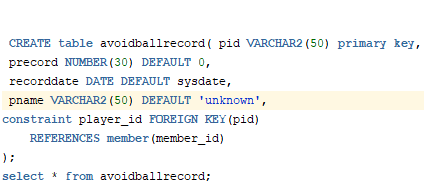 CREATE table avoidballrecord( pid VARCHAR2(50) primary key,
precord NUMBER(30) DEFAULT 0,
recorddate DATE DEFAULT sysdate,
pname VARCHAR2(50) DEFAULT 'unknown',
constraint player_id FOREIGN KEY(pid)
REFERENCES member(member_id)
);
select * from avoidballrecord;